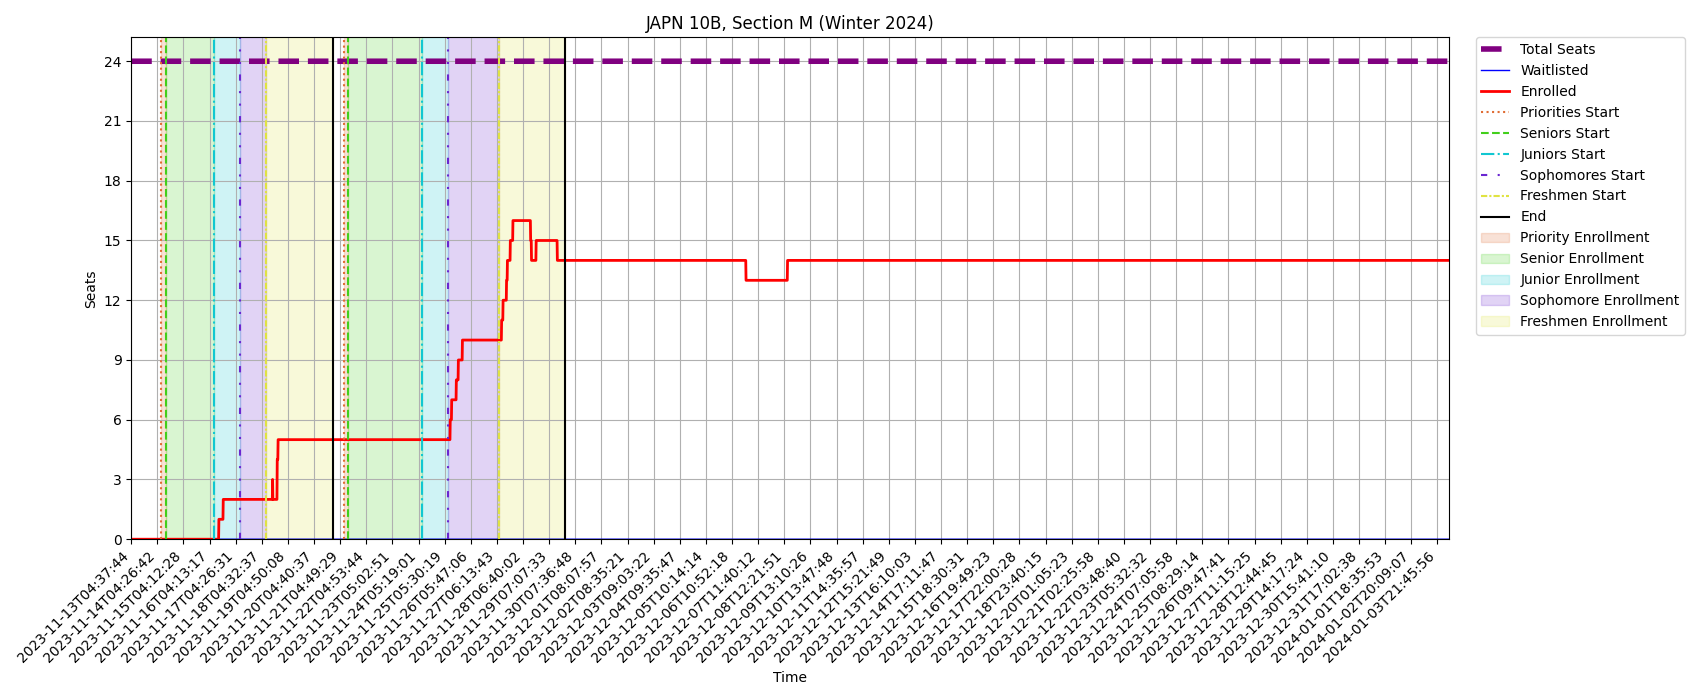 JAPN 10B, Section M (Winter 2024)
Seats
24
21
18
15
12
9
6
3
0
2023-11-13T04:37:44
2023-11-14T04:26:42
2023-11-15T04:12:28
2023-11-16T04:13:17
2023-11-17T04:26:31
2023-11-18T04:32:37
2023-11-19T04:50:08
2023-11-20T04:40:37
2023-11-21T04:49:29
2023-11-22T04:53:44
2023-11-23T05:02:51
2023-11-24T05:19:01
2023-11-25T05:30:19
2023-11-26T05:47:06
2023-11-27T06:13:43
2023-11-28T06:40:02
2023-11-29T07:07:33
2023-11-30T07:36:48
2023-12-01T08:07:57
2023-12-02T08:35:21
2023-12-03T09:03:22
2023-12-04T09:35:47
2023-12-05T10:14:14
2023-12-06T10:52:18
2023-12-07T11:40:12
2023-12-08T12:21:51
2023-12-09T13:10:26
2023-12-10T13:47:48
2023-12-11T14:35:57
2023-12-12T15:21:49
2023-12-13T16:10:03
2023-12-14T17:11:47
2023-12-15T18:30:31
2023-12-16T19:49:23
2023-12-17T22:00:28
2023-12-18T23:40:15
2023-12-20T01:05:23
2023-12-21T02:25:58
2023-12-22T03:48:40
2023-12-23T05:32:32
2023-12-24T07:05:58
2023-12-25T08:29:14
2023-12-26T09:47:41
2023-12-27T11:15:25
2023-12-28T12:44:45
2023-12-29T14:17:24
2023-12-30T15:41:10
2023-12-31T17:02:38
2024-01-01T18:35:53
2024-01-02T20:09:07
2024-01-03T21:45:56
Time
Total Seats
Waitlisted
Enrolled
Priorities Start
Seniors Start
Juniors Start
Sophomores Start
Freshmen Start
End
Priority Enrollment
Senior Enrollment
Junior Enrollment
Sophomore Enrollment
Freshmen Enrollment